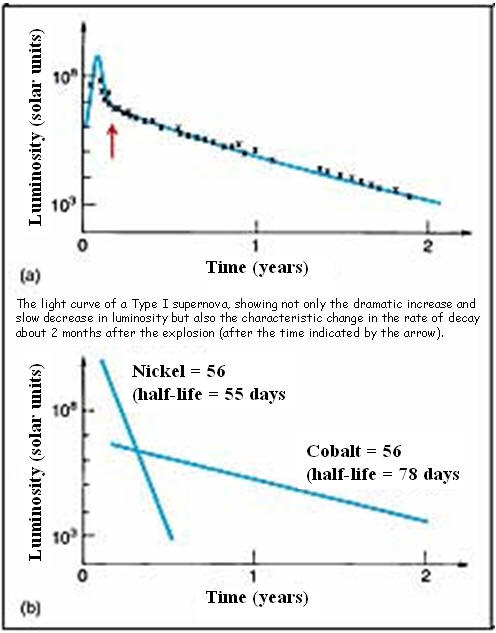 Luminosity (solar units)
10⁸
10³
0
1
2
Time (years)
(a)
The light curve of a Type I supernova, showing not only the dramatic increase and
slow decrease in luminosity but also the characteristic change in the rate of decay
about 2 months after the explosion (after the time indicated by the arrow).
Luminosity (solar units)
Nickel = 56
(half-life = 55 days
10⁸
Cobalt = 56
(half-life = 78 days
10³
0
1
2
Time (years)
(b)